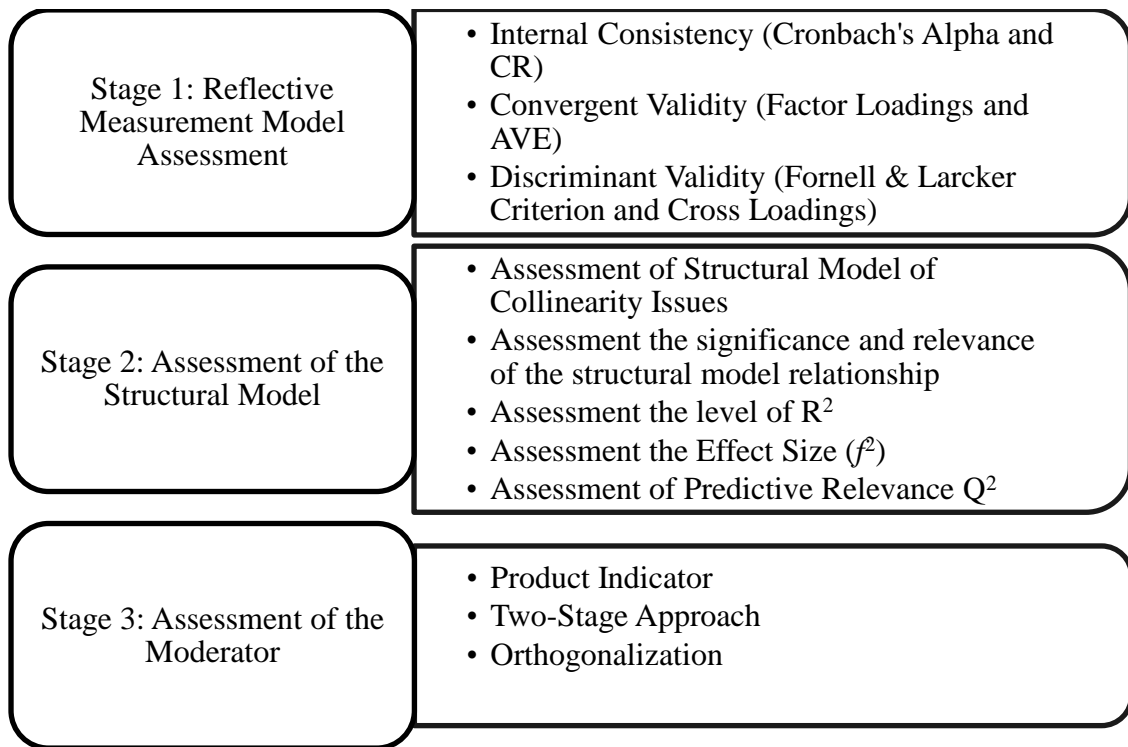 Stage 1: Reflective
Measurement Model
Assessment
• Internal Consistency (Cronbach's Alpha and
CR)
• Convergent Validity (Factor Loadings and
AVE)
• Discriminant Validity (Fornell & Larcker
Criterion and Cross Loadings)
Stage 2: Assessment of the
Structural Model
• Assessment of Structural Model of
Collinearity Issues
• Assessment the significance and relevance
of the structural model relationship
• Assessment the level of R²
• Assessment the Effect Size (f²)
• Assessment of Predictive Relevance Q²
Stage 3: Assessment of the
Moderator
• Product Indicator
• Two-Stage Approach
• Orthogonalization